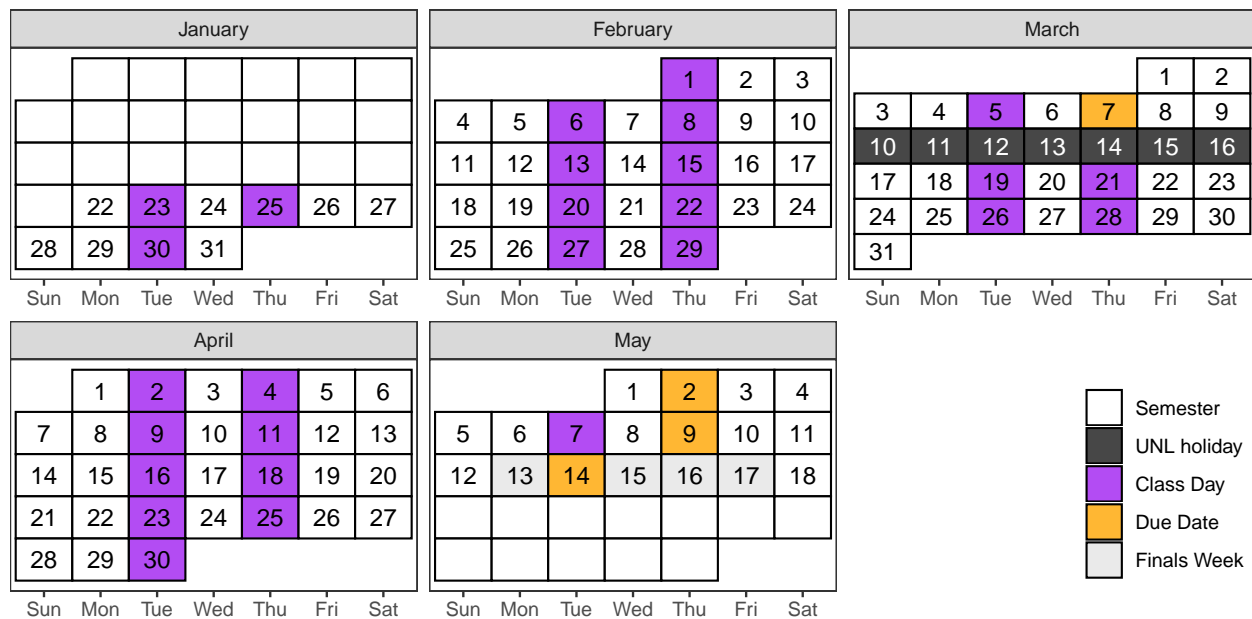 January
22 23 24 25 26 27
28 29 30 31
Sun Mon Tue Wed Thu Fri Sat
February
1 2 3
4 5 6 7 8 9 10
11 12 13 14 15 16 17
18 19 20 21 22 23 24
25 26 27 28 29
Sun Mon Tue Wed Thu Fri Sat
March
1 2
3 4 5 6 7 8 9
10 11 12 13 14 15 16
17 18 19 20 21 22 23
24 25 26 27 28 29 30
31
Sun Mon Tue Wed Thu Fri Sat
April
1 2 3 4 5 6
7 8 9 10 11 12 13
14 15 16 17 18 19 20
21 22 23 24 25 26 27
28 29 30
Sun Mon Tue Wed Thu Fri Sat
May
1 2 3 4
5 6 7 8 9 10 11
12 13 14 15 16 17 18
Sun Mon Tue Wed Thu Fri Sat
Semester
UNL holiday
Class Day
Due Date
Finals Week